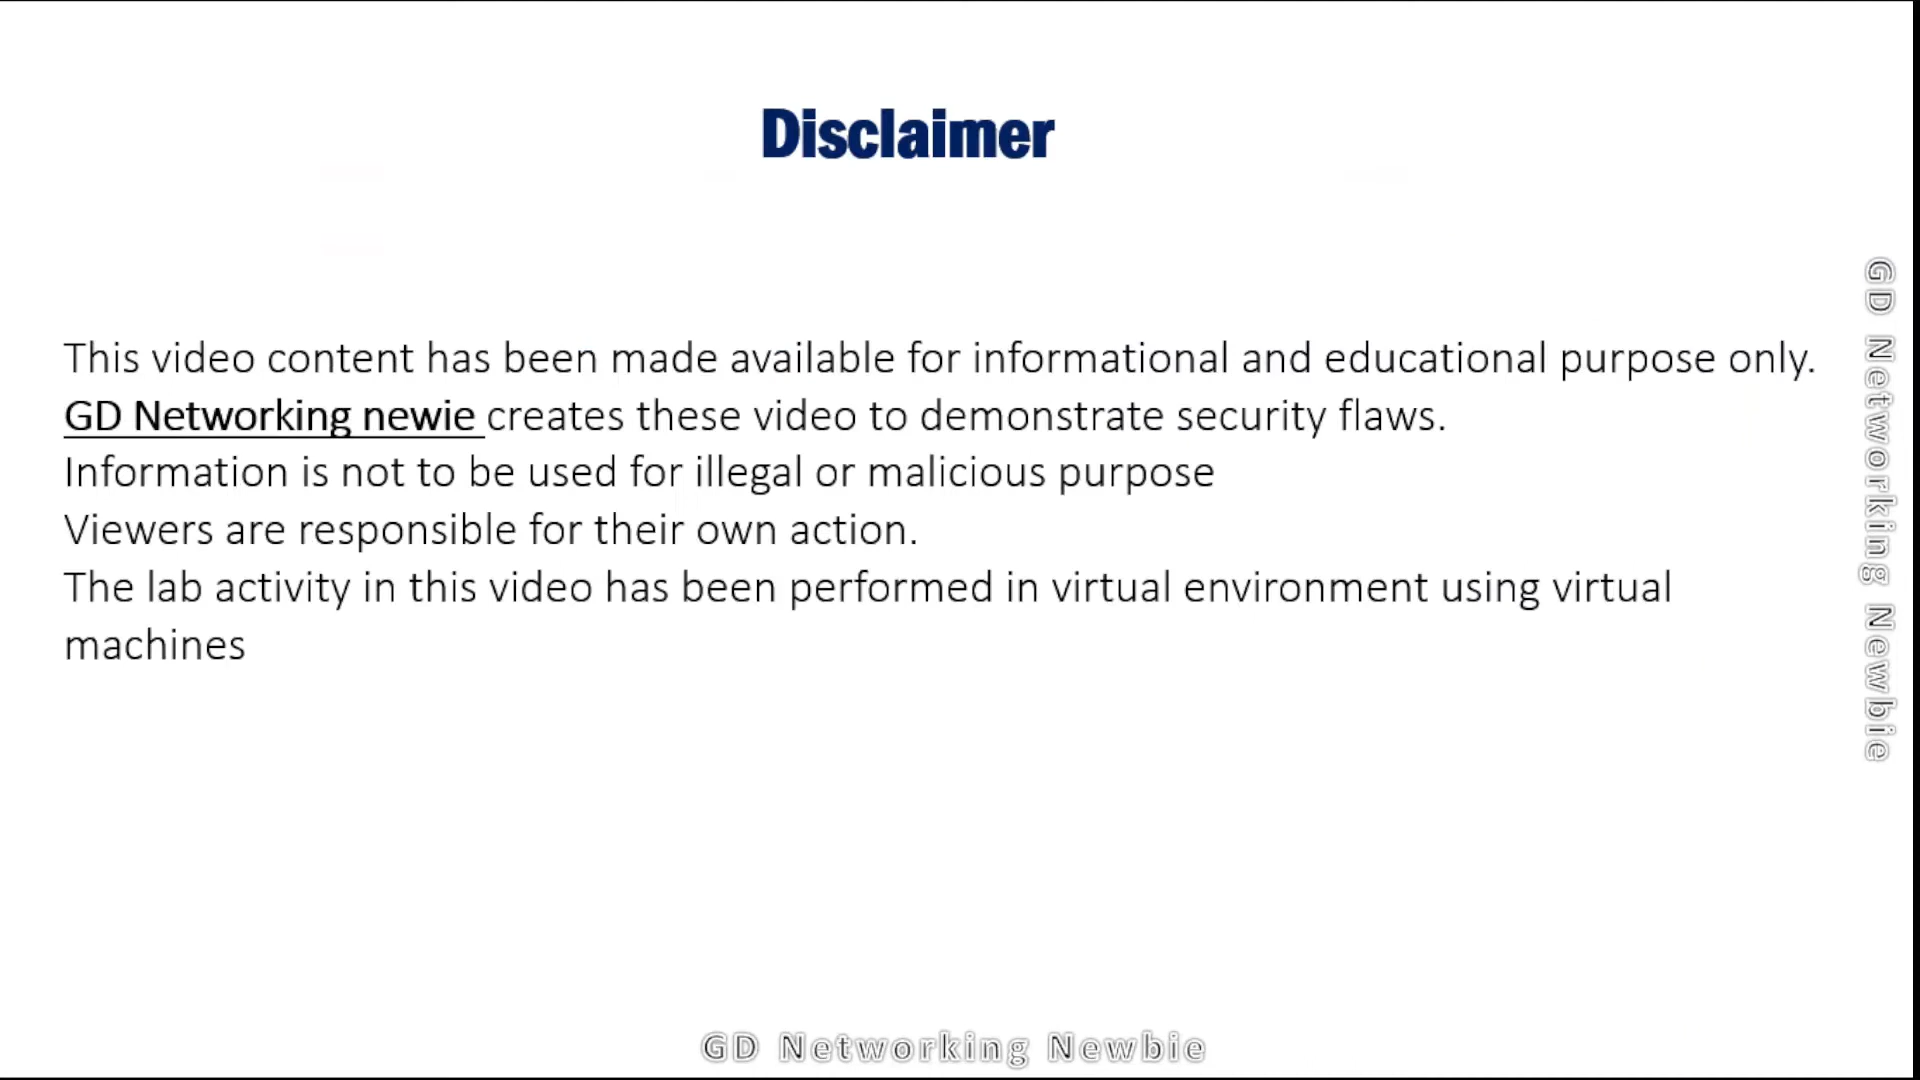 Disclaimer
This video content has been made available for informational and educational purpose only.
GD Networking newie creates these video to demonstrate security flaws.
Information is not to be used for illegal or malicious purpose
Viewers are responsible for their own action.
The lab activity in this video has been performed in virtual environment using virtual
machines
GD Networking Newbie
GD Networking Newbie